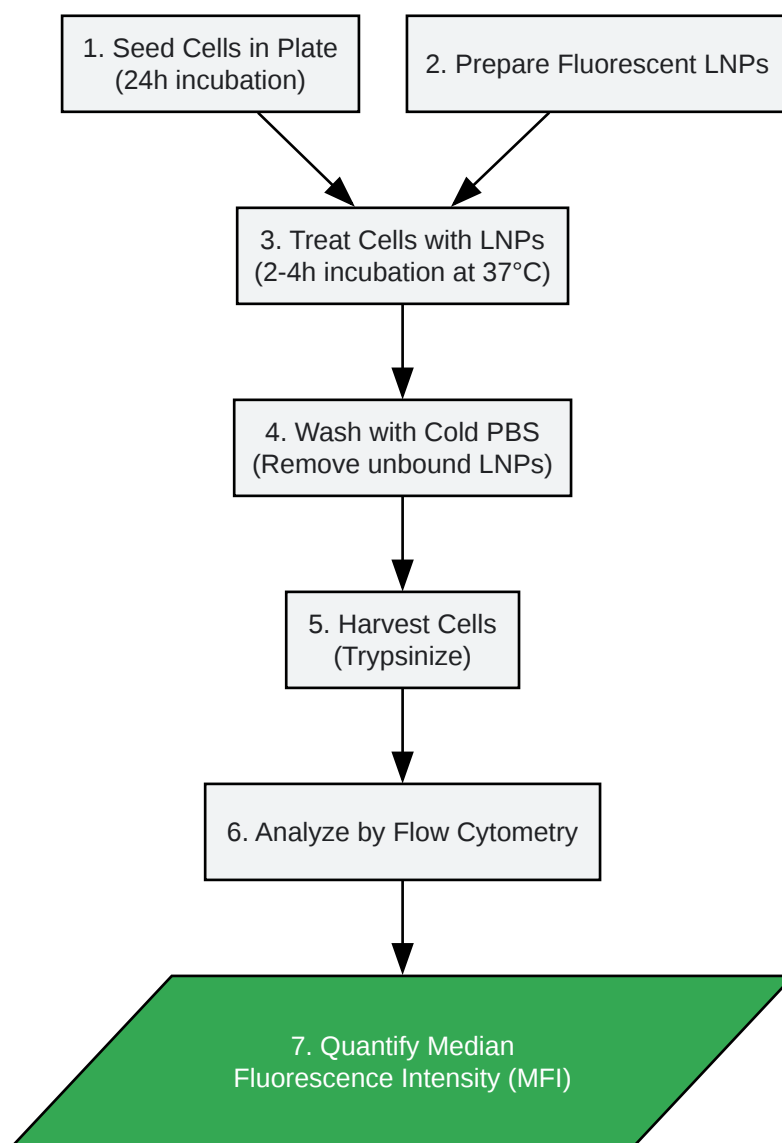 1. Seed Cells in Plate
(24h incubation)
2. Prepare Fluorescent LNPs
3. Treat Cells with LNPs
(2-4h incubation at 37°C)
4. Wash with Cold PBS
(Remove unbound LNPs)
5. Harvest Cells
(Trypsinize)
6. Analyze by Flow Cytometry
7. Quantify Median
Fluorescence Intensity (MFI)